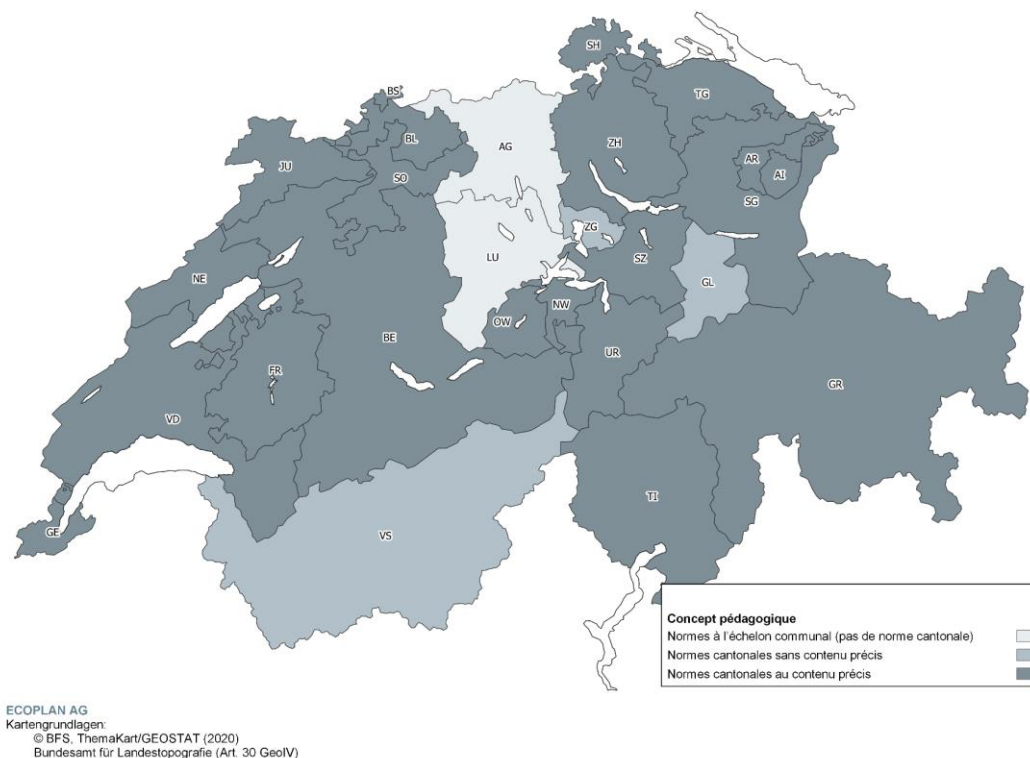 SH
BS
TG
BL
AG
ZH
JU
SO
AR
AI
SG
ZG
NE
LU
SZ
GL
NW
OW
BE
UR
FR
GR
VD
TI
GE
VS
Concept pédagogique
Normes à l'échelon communal (pas de norme cantonale)
Normes cantonales sans contenu précis
Normes cantonales au contenu précis
ECOPLAN AG
Kartengrundlagen:
© BFS, ThemaKart/GEOSTAT (2020)
Bundesamt für Landestopografie (Art. 30 GeoIV)